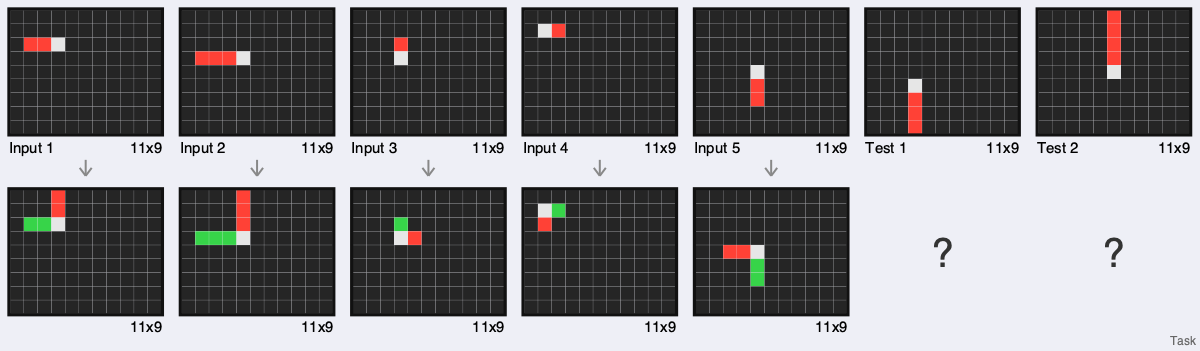 Input 1 11x9
Input 2 11x9
Input 3 11x9
Input 4 11x9
Input 5 11x9
Test 1 11x9
Test 2 11x9
11x9
11x9
11x9
11x9
11x9
?
?
Task